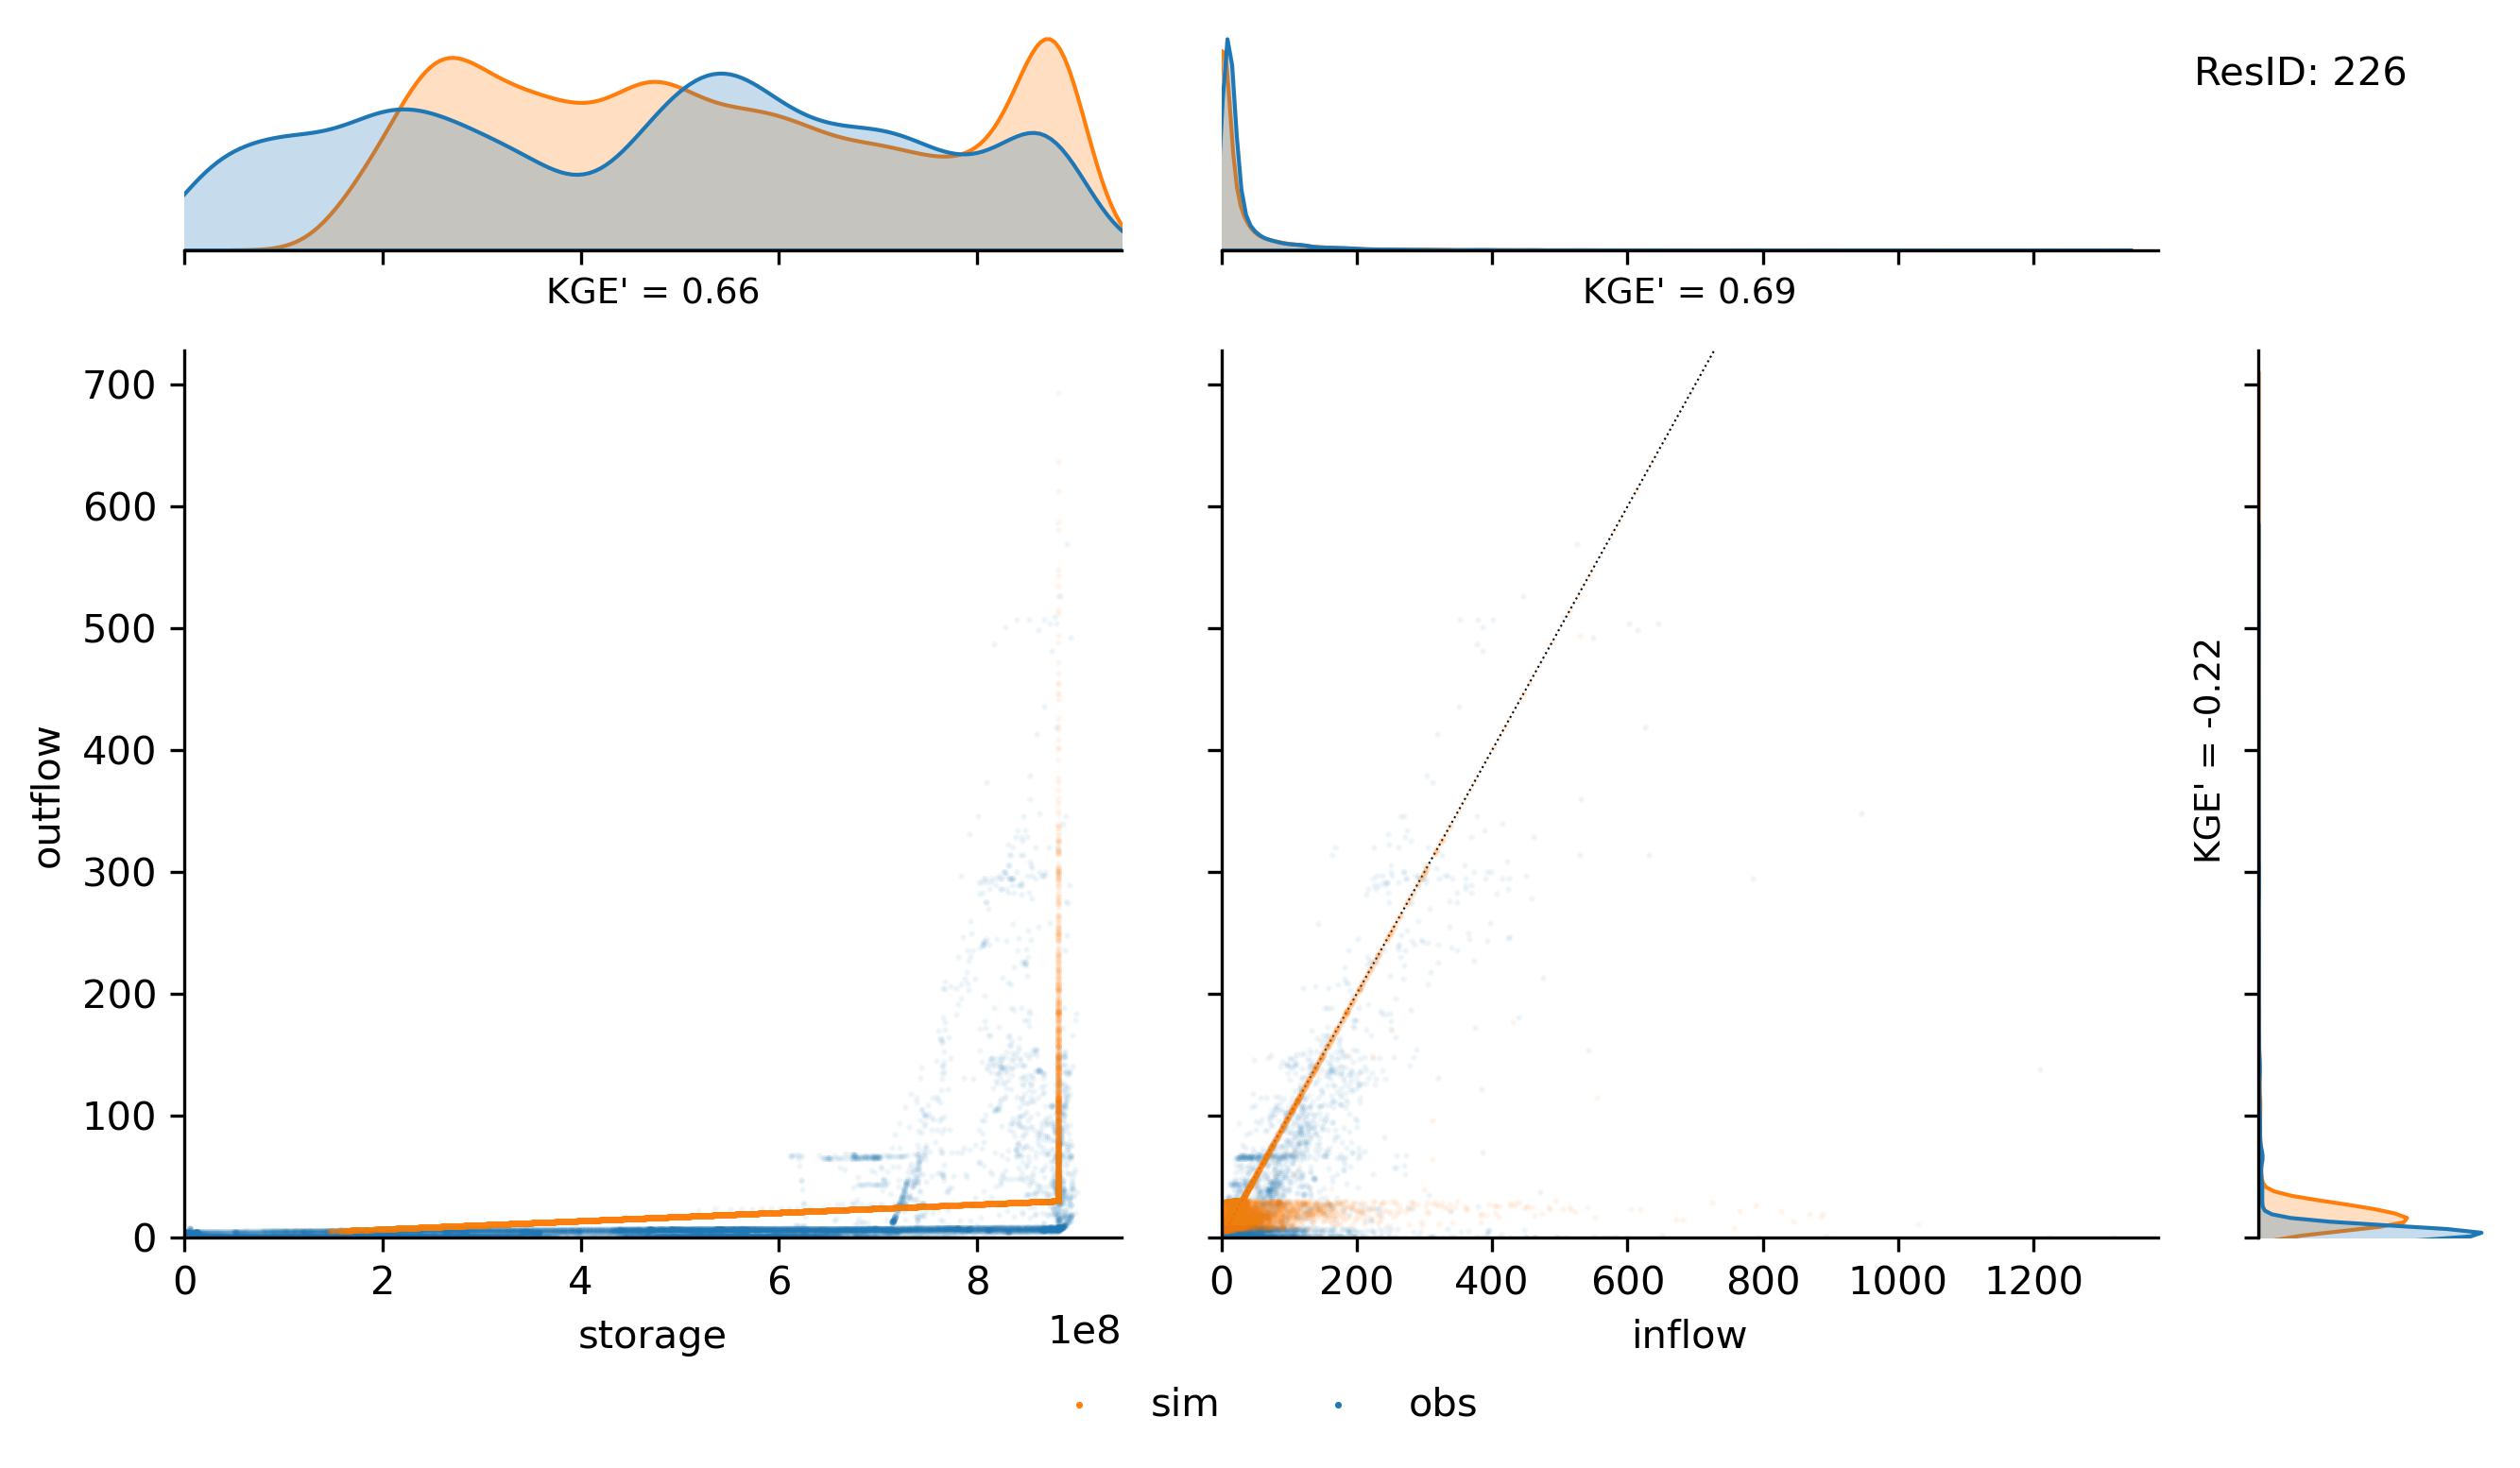 ResID: 226
KGE' = 0.66
KGE' = 0.69
700
600
500
400
300
200
100
0
outflow
KGE' = -0.22
0 2 4 6 8
0 200 400 600 800 1000 1200
1e8
storage
inflow
sim obs